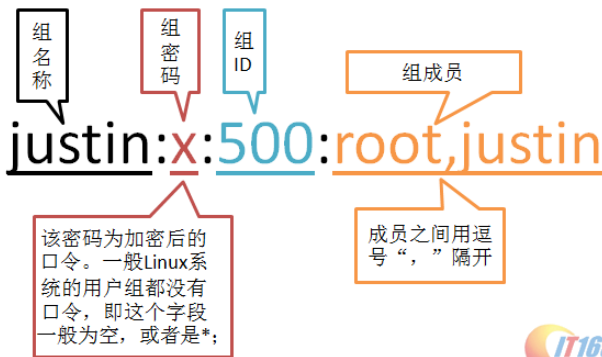 组
名
称
组
密
码
组
ID
组成员
justin:x:500:root,justin
该密码为加密后的
口令。一般Linux系
统的用户组都没有
口令，即这个字段
一般为空，或者是*；
成员之间用逗
号“，”隔开
IT16